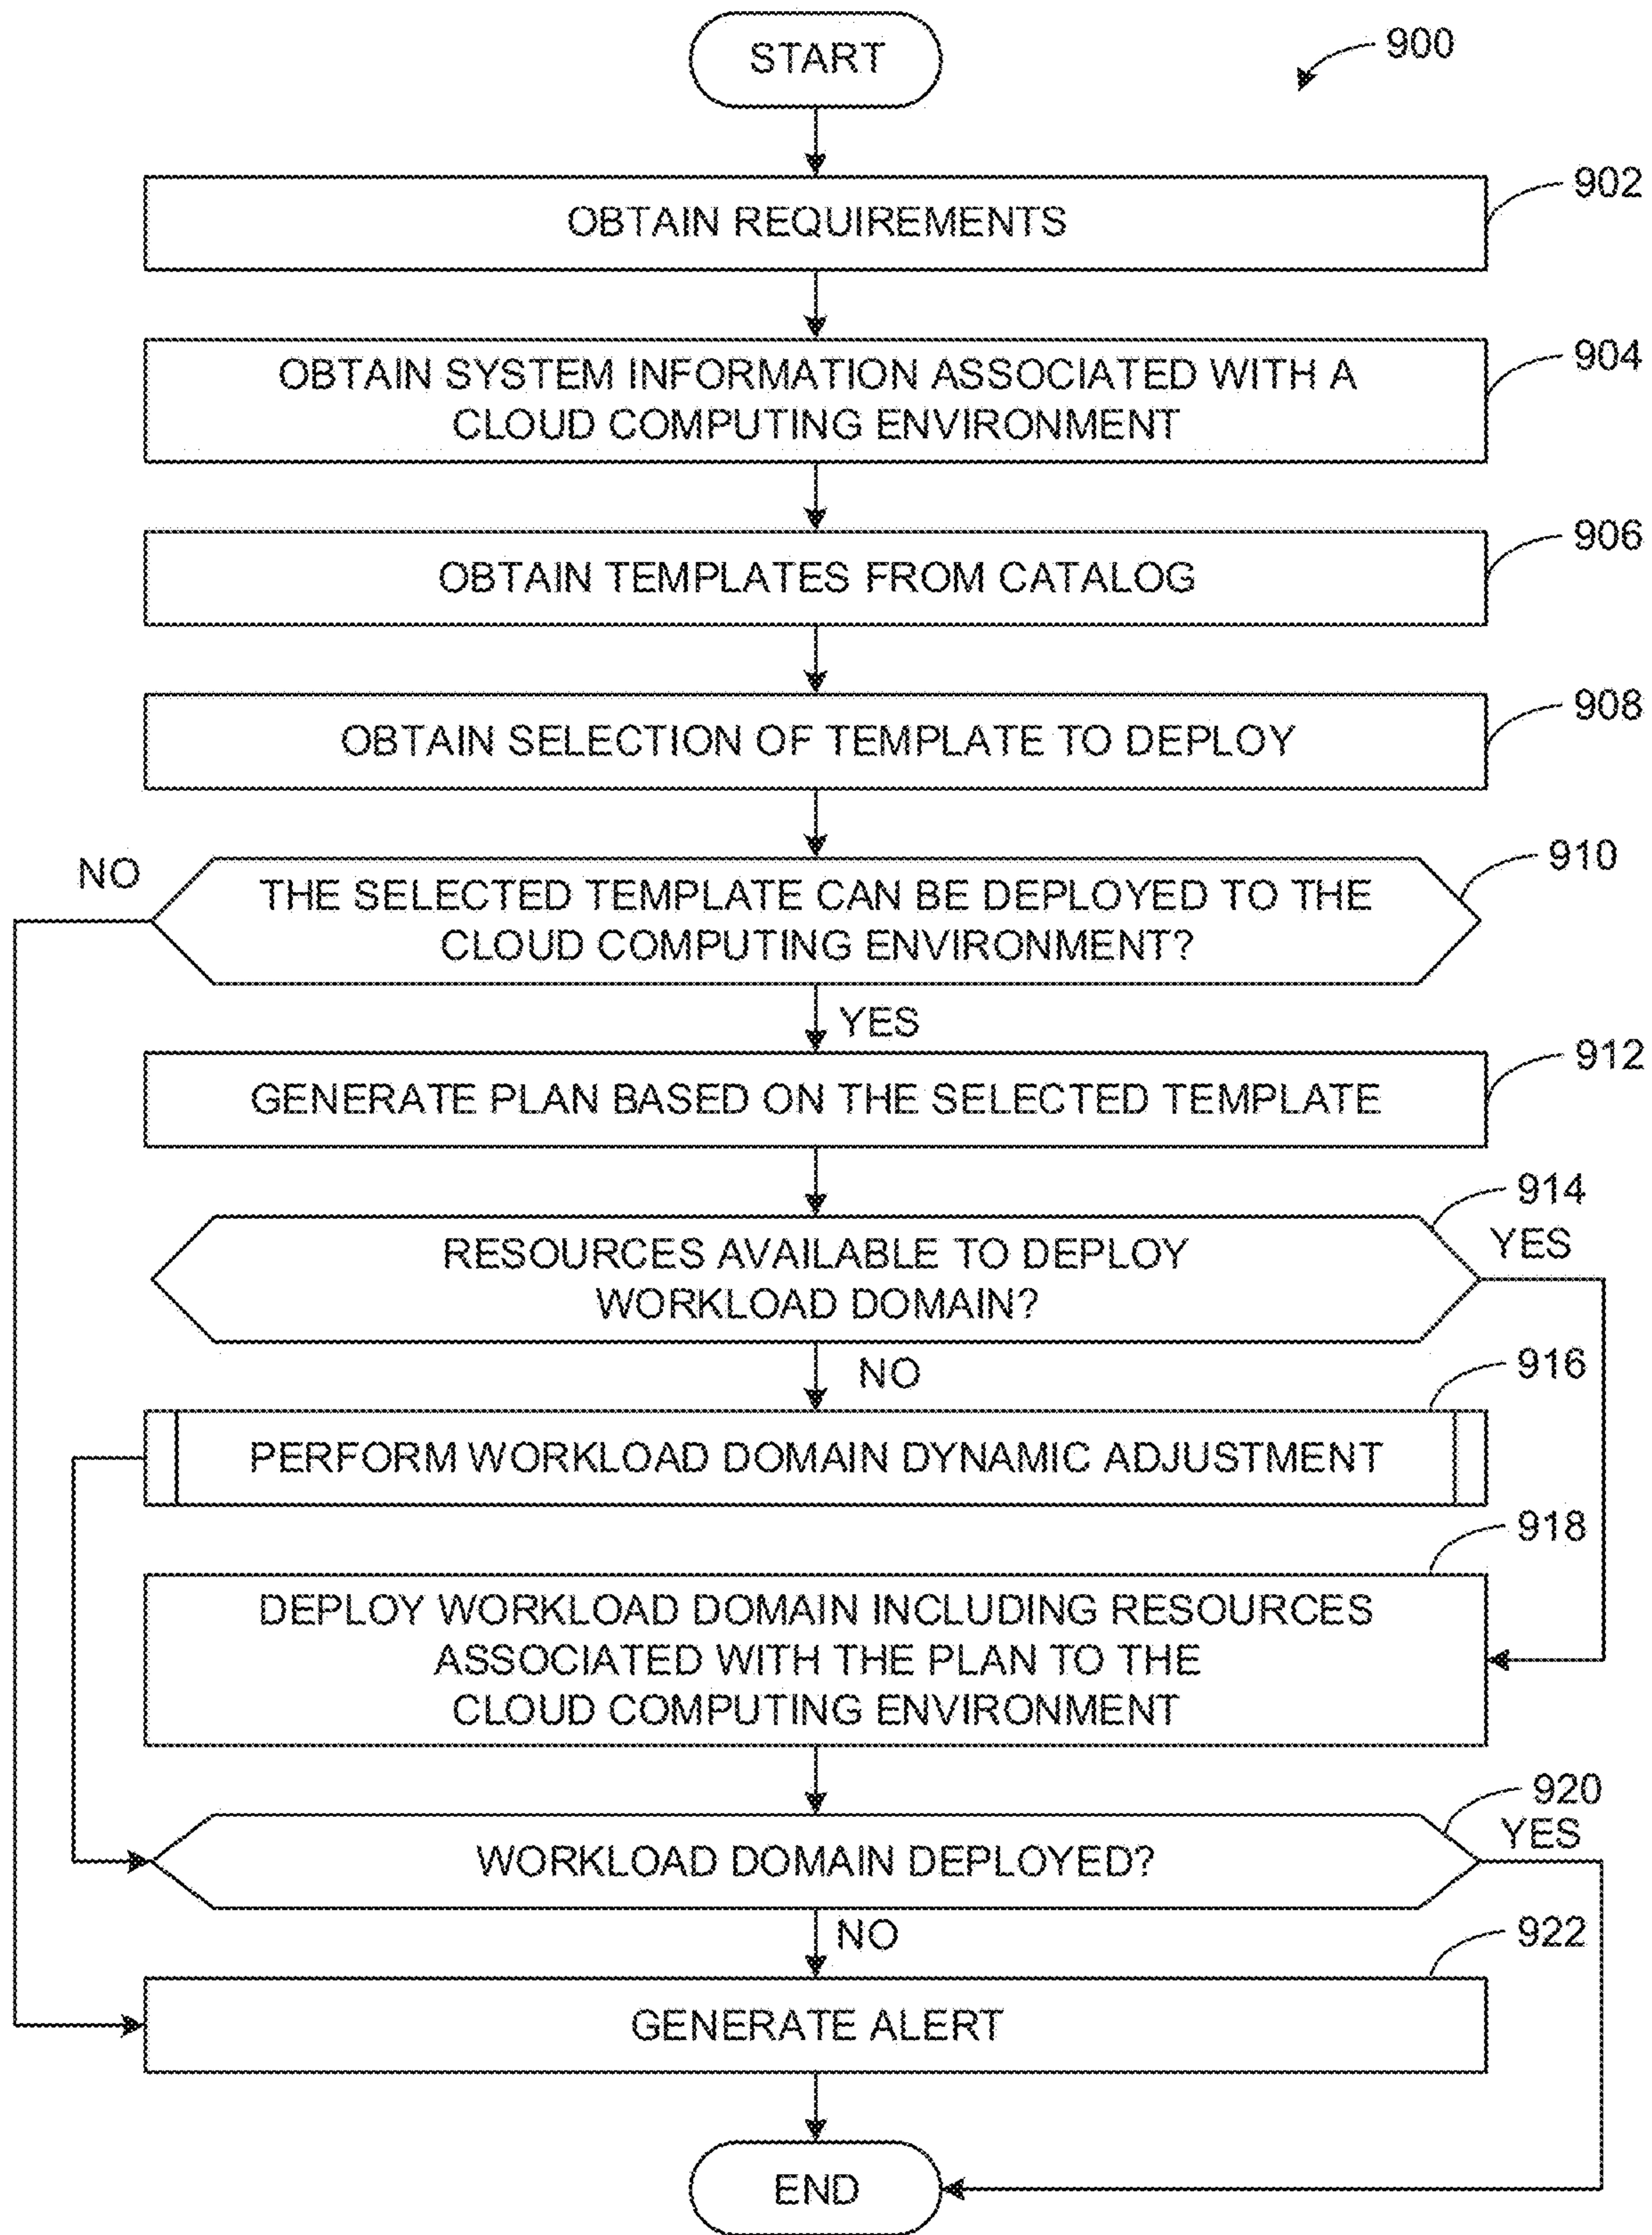 START
900
902
OBTAIN REQUIREMENTS
904
OBTAIN SYSTEM INFORMATION ASSOCIATED WITH A
CLOUD COMPUTING ENVIRONMENT
906
OBTAIN TEMPLATES FROM CATALOG
908
OBTAIN SELECTION OF TEMPLATE TO DEPLOY
910
NO
THE SELECTED TEMPLATE CAN BE DEPLOYED TO THE
CLOUD COMPUTING ENVIRONMENT?
YES
912
GENERATE PLAN BASED ON THE SELECTED TEMPLATE
914
YES
RESOURCES AVAILABLE TO DEPLOY
WORKLOAD DOMAIN?
NO
916
PERFORM WORKLOAD DOMAIN DYNAMIC ADJUSTMENT
918
DEPLOY WORKLOAD DOMAIN INCLUDING RESOURCES
ASSOCIATED WITH THE PLAN TO THE
CLOUD COMPUTING ENVIRONMENT
920
YES
WORKLOAD DOMAIN DEPLOYED?
NO
922
GENERATE ALERT
END